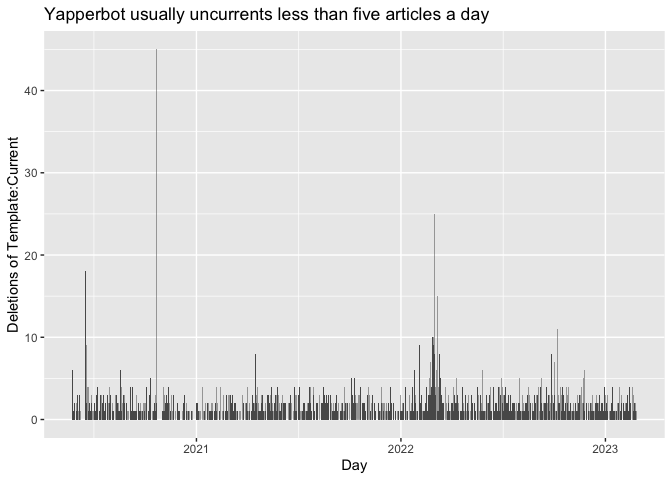 Yapperbot usually uncurrents less than five articles a day
Deletions of Template:Current
40
30
20
10
0
2021
2022
2023
Day